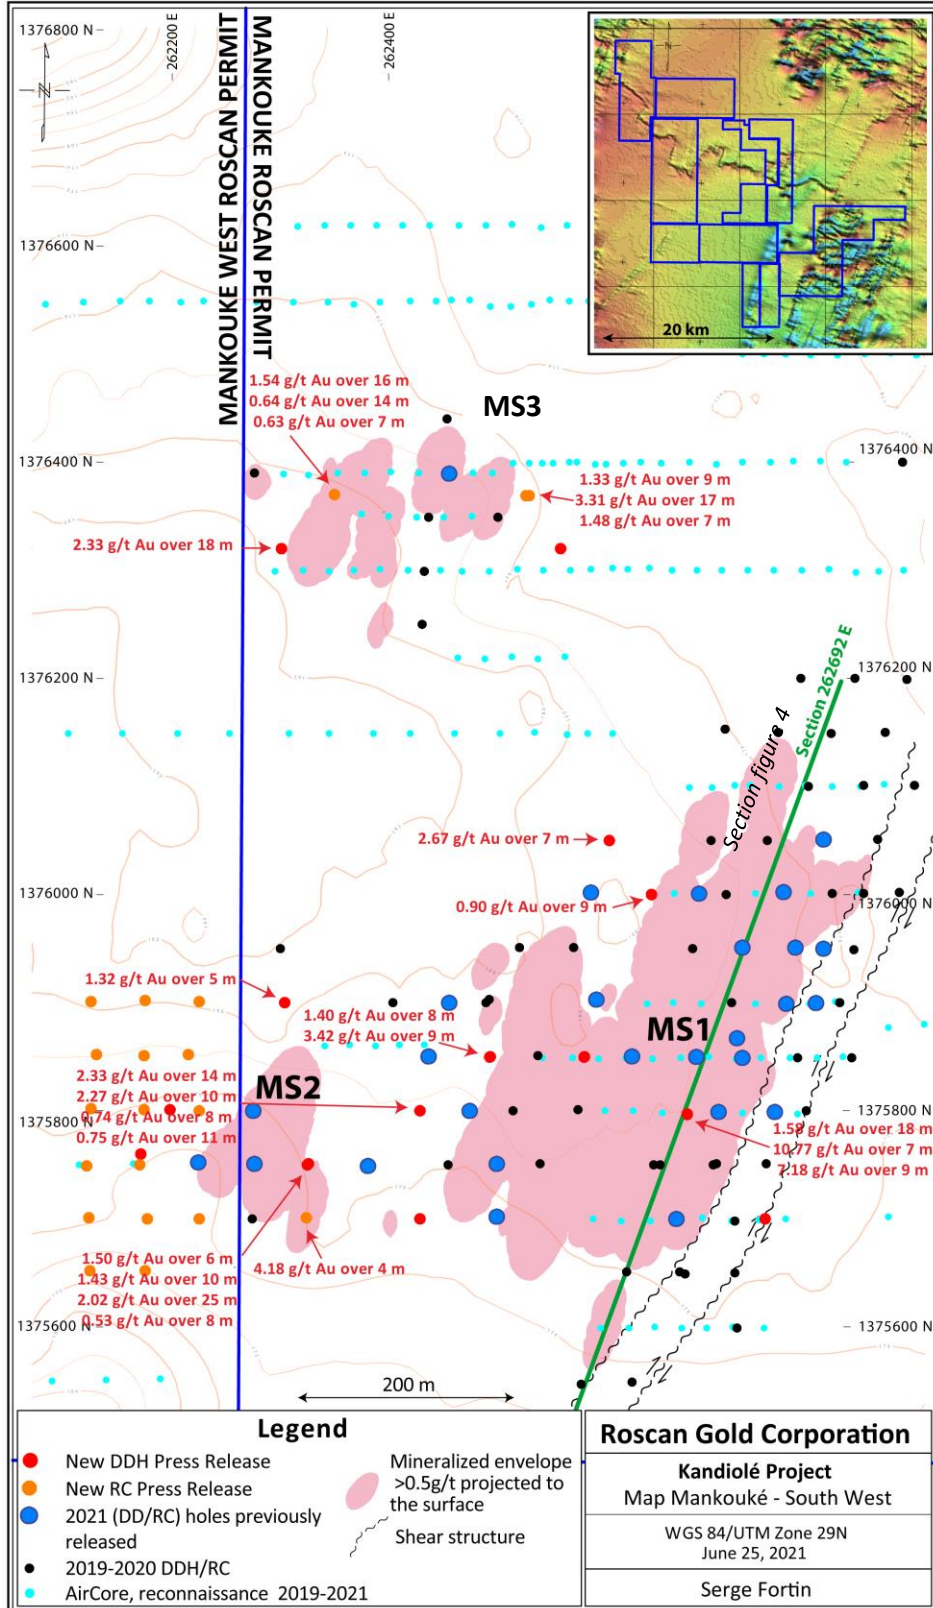 1376800 N
262200 E
262400 E
N
N
MANKOUKE WEST ROSCAN PERMIT
MANKOUKE ROSCAN PERMIT
20 km
1376600 N
1.54 g/t Au over 16 m
0.64 g/t Au over 14 m
0.63 g/t Au over 7 m
MS3
1376400 N
1376400 N
1.33 g/t Au over 9 m
3.31 g/t Au over 17 m
1.48 g/t Au over 7 m
2.33 g/t Au over 18 m
1376200 N
1376200 N
Section 262692 E
Section figure 4
2.67 g/t Au over 7 m
1376000 N
1376000 N
0.90 g/t Au over 9 m
1.32 g/t Au over 5 m
1.40 g/t Au over 8 m
3.42 g/t Au over 9 m
MS1
2.33 g/t Au over 14 m
2.27 g/t Au over 10 m
0.74 g/t Au over 8 m
0.75 g/t Au over 11 m
MS2
1375800 N
1375800 N
1.58 g/t Au over 18 m
10.77 g/t Au over 7 m
7.18 g/t Au over 9 m
1.50 g/t Au over 6 m
1.43 g/t Au over 10 m
2.02 g/t Au over 25 m
0.53 g/t Au over 8 m
4.18 g/t Au over 4 m
1375600 N
1375600 N
200 m
Legend
New DDH Press Release
New RC Press Release
2021 (DD/RC) holes previously
released
2019-2020 DDH/RC
AirCore, reconnaissance 2019-2021
Mineralized envelope
>0.5g/t projected to
the surface
Shear structure
Roscan Gold Corporation
Kandiolé Project
Map Mankouké - South West
WGS 84/UTM Zone 29N
June 25, 2021
Serge Fortin